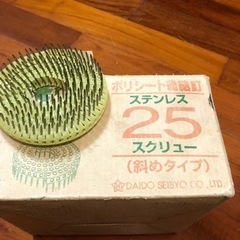 ポリシート連結釘
ステンレス
25
スクリュー
(斜めタイプ)
DAIDO SEIBYO CO., LTD.